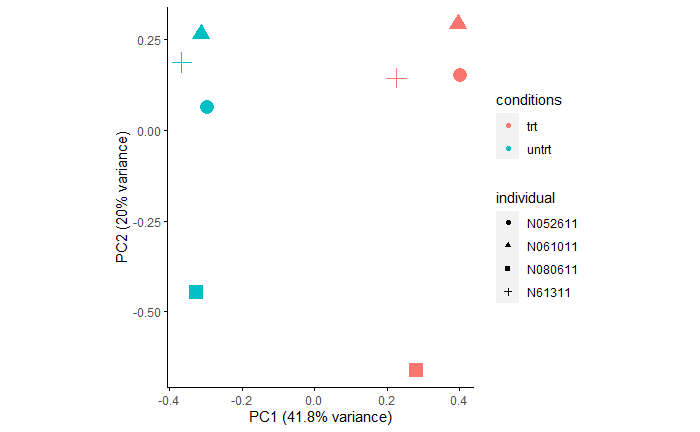 0.25
0.00
-0.25
-0.50
PC2 (20% variance)
-0.4
-0.2
0.0
0.2
0.4
PC1 (41.8% variance)
conditions
trt
untrt
individual
N052611
N061011
N080611
N61311